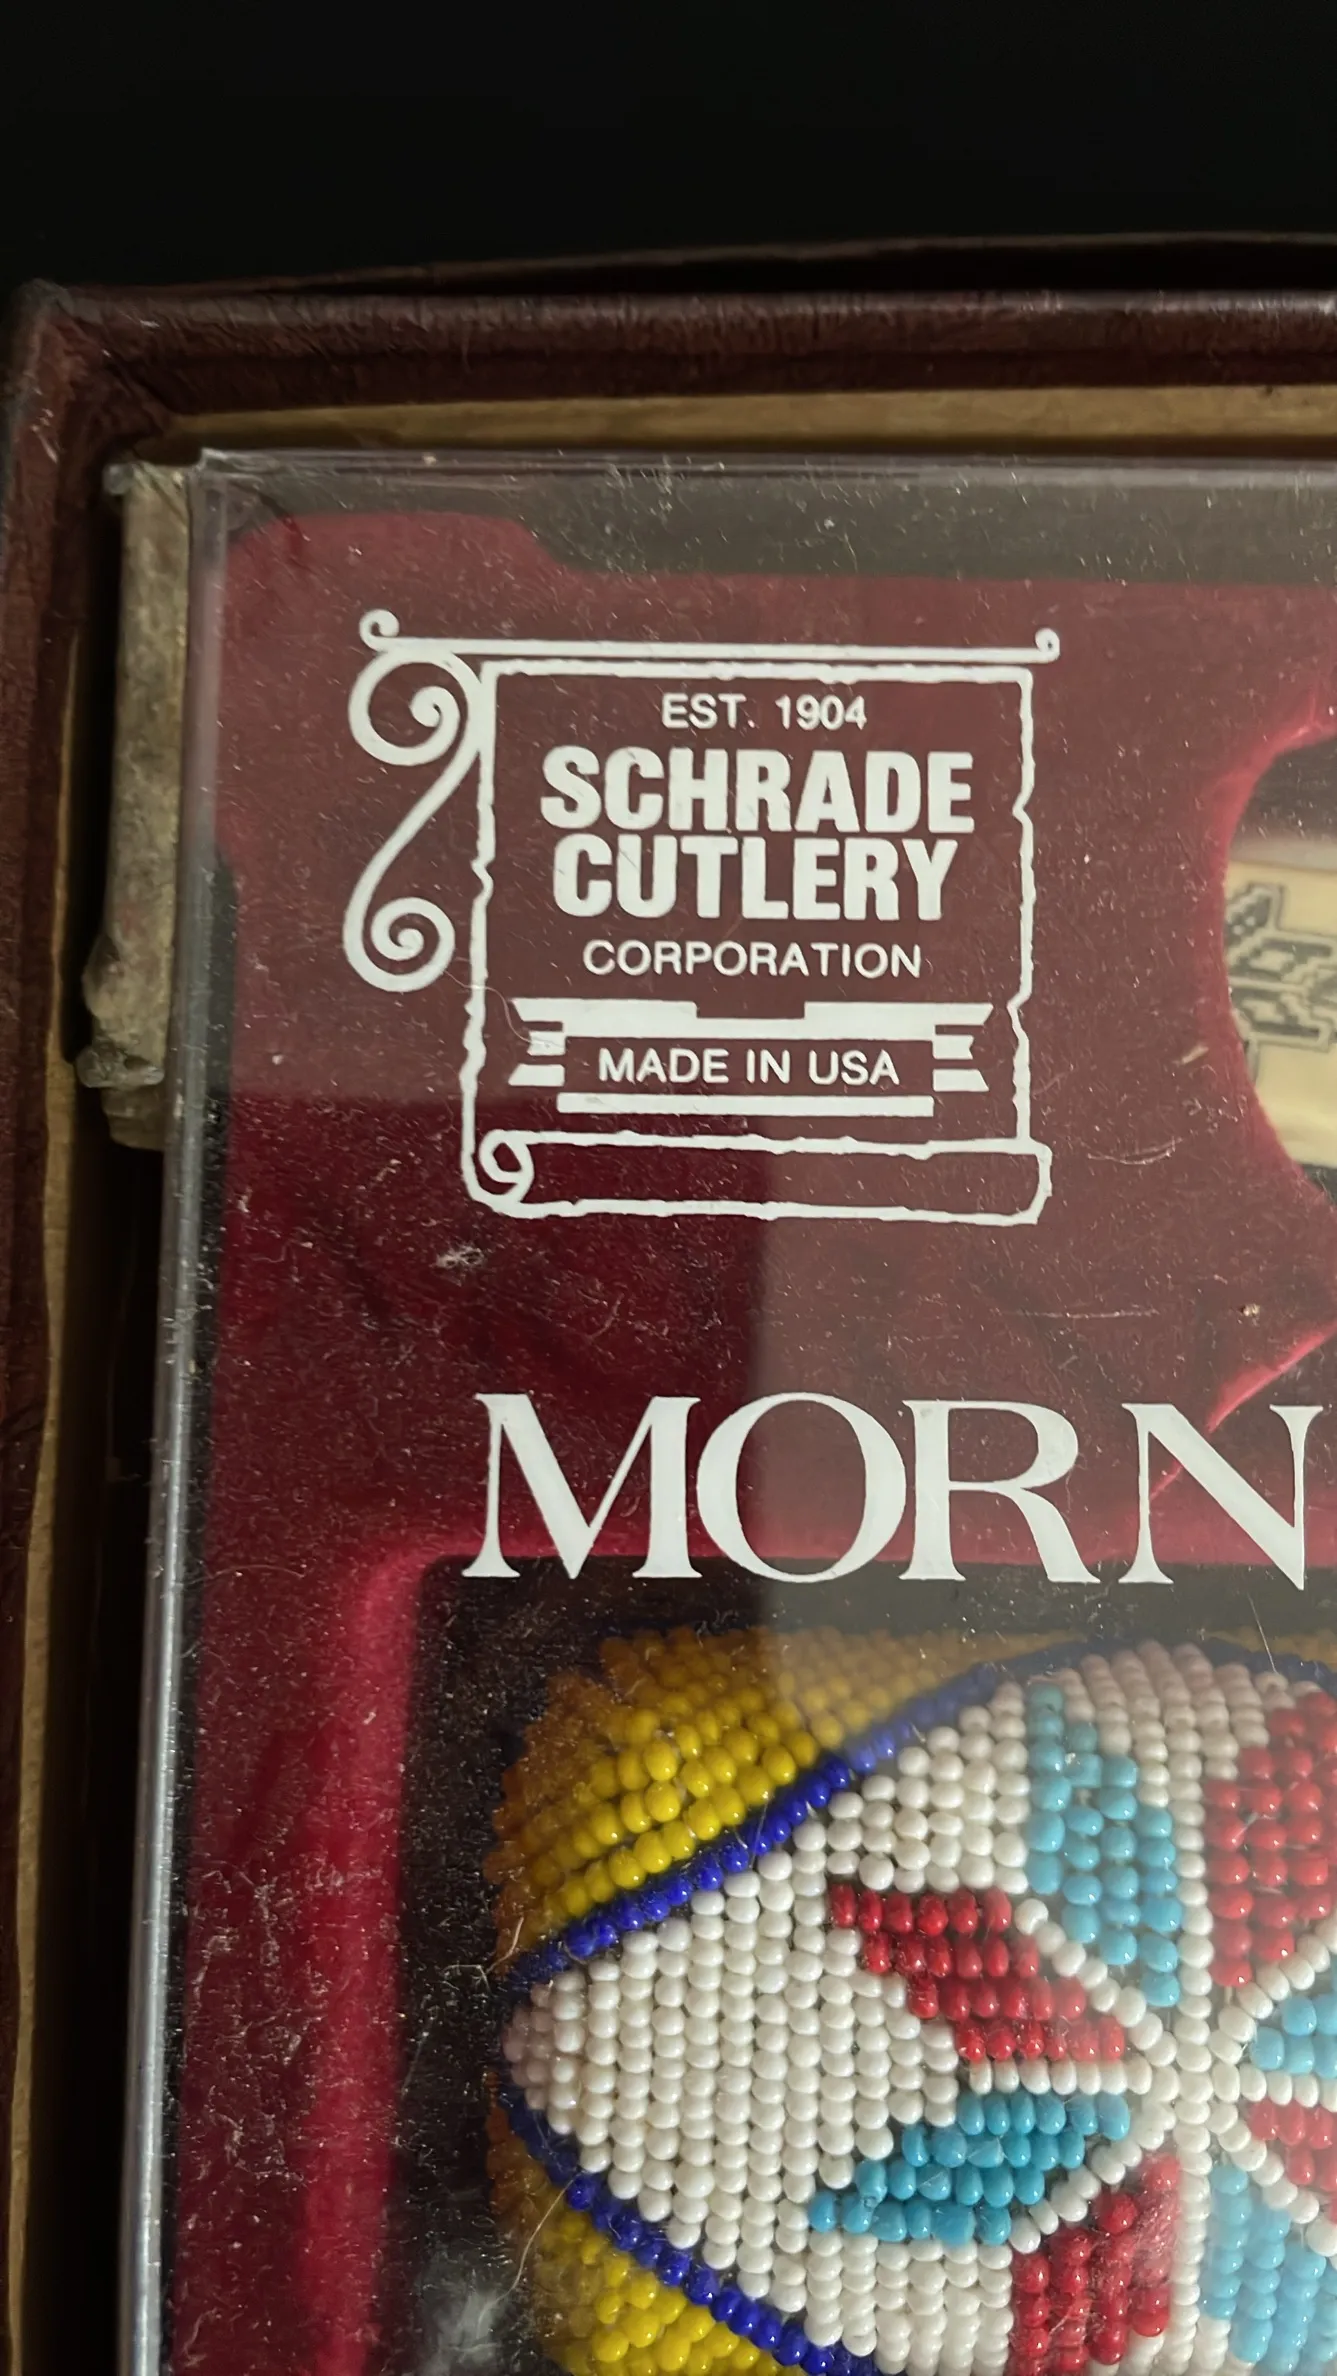 EST. 1904
SCHRADE
CUTLERY
CORPORATION
MADE IN USA
MORN